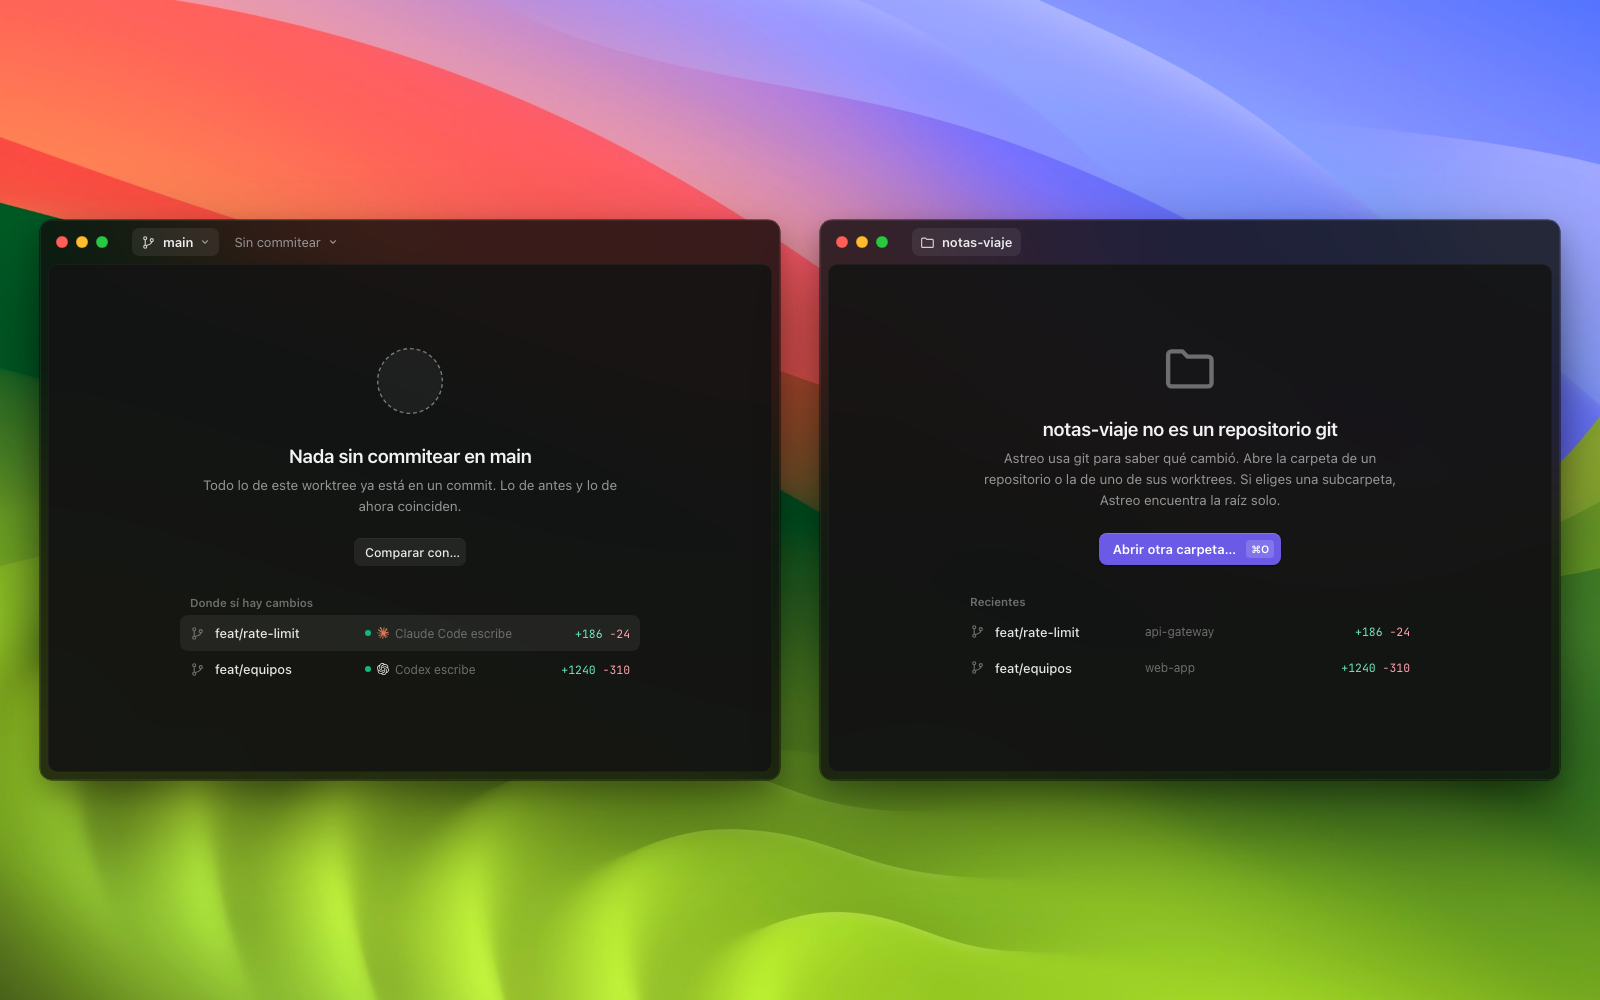 main
Sin commitear
Nada sin commitear en main
Todo lo de este worktree ya está en un commit. Lo de antes y lo de
ahora coinciden.
Comparar con...
Donde sí hay cambios
feat/rate-limit Claude Code escribe +186 -24
feat/equipos Codex escribe +1240 -310
notas-viaje
notas-viaje no es un repositorio git
Astreo usa git para saber qué cambió. Abre la carpeta de un
repositorio o la de uno de sus worktrees. Si eliges una subcarpeta,
Astreo encuentra la raíz solo.
Abrir otra carpeta... ⌘O
Recientes
feat/rate-limit api-gateway +186 -24
feat/equipos web-app +1240 -310